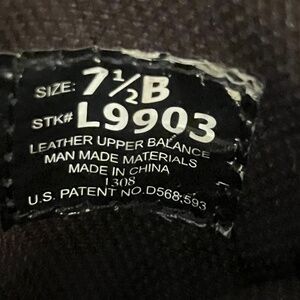 SIZE: 7½B
STK# L9903
LEATHER UPPER BALANCE
MAN MADE MATERIALS
MADE IN CHINA
1308
U.S. PATENT NO. D568,593